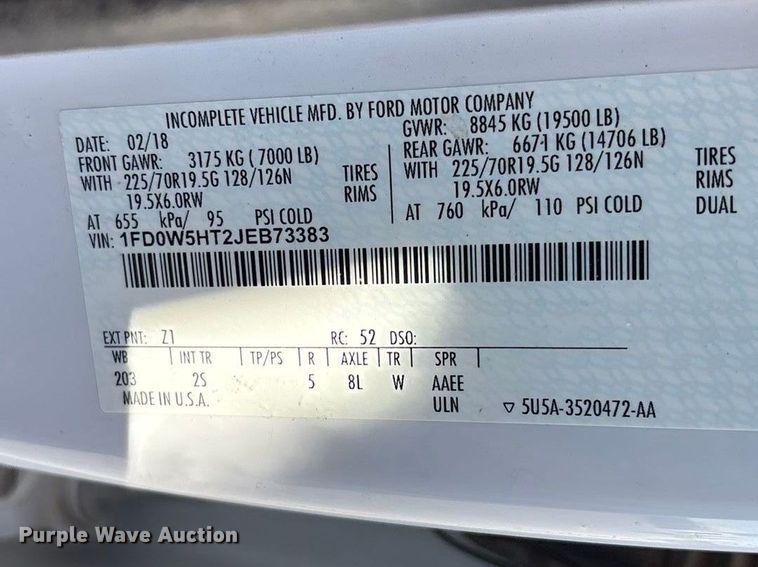 INCOMPLETE VEHICLE MFD. BY FORD MOTOR COMPANY
DATE: 02/18 GVWR: 8845 KG (19500 LB)
FRONT GAWR: 3175 KG ( 7000 LB) REAR GAWR: 6671 KG (14706 LB)
WITH 225/70R19.5G 128/126N TIRES WITH 225/70R19.5G 128/126N TIRES
19.5X6.0RW RIMS 19.5X6.0RW RIMS
AT 655 kPa/ 95 PSI COLD AT 760 kPa/ 110 PSI COLD DUAL
VIN: 1FD0W5HT2JEB73383
EXT PNT: Z1 RC: 52 DSO:
WB INT TR TP/PS R AXLE TR SPR
203 2S 5 8L W AAEE
MADE IN U.S.A. ULN ▽ 5U5A-3520472-AA
Purple Wave Auction